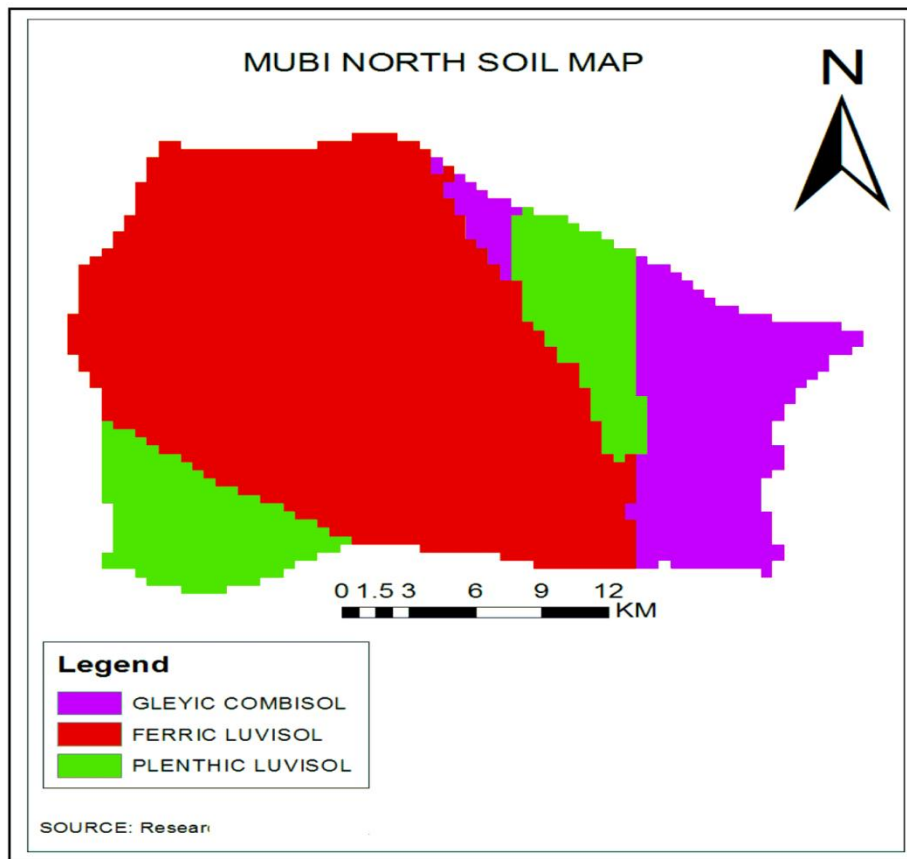 MUBI NORTH SOIL MAP
N
0 1.5 3 6 9 12
KM
Legend
GLEYIC COMBISOL
FERRIC LUVISOL
PLENTHIC LUVISOL
SOURCE: